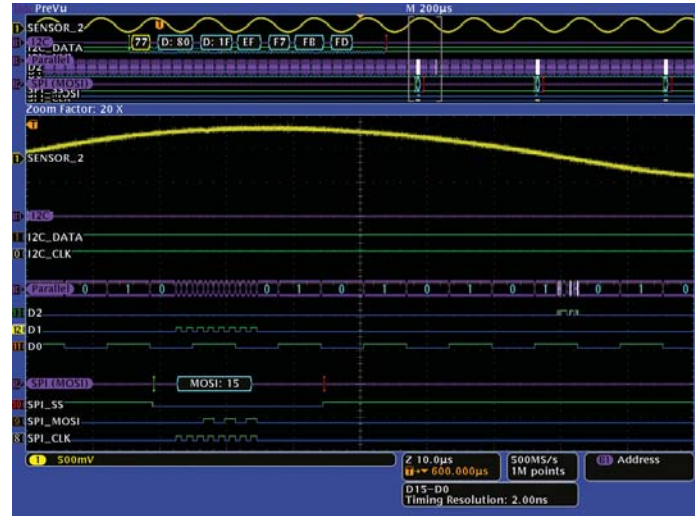 PreVu M 200µs
SENSOR_2
I2C 77 D: 80 D: 1F EF F7 FB FD
I2C_DATA
Parallel
SPI (MOSI)
Zoom Factor: 20 X
SENSOR_2
I2C
I2C_DATA
I2C_CLK
Parallel 0 1 0 0 1 0 1 0 1 0 1 0 0 1 0
D2
D1
D0
SPI (MOSI) MOSI: 15
SPI_SS
SPI_MOSI
SPI_CLK
1 500mV
Z 10.0µs
600.000µs
500MS/s
1M points
B1 Address
D15-D0
Timing Resolution: 2.00ns